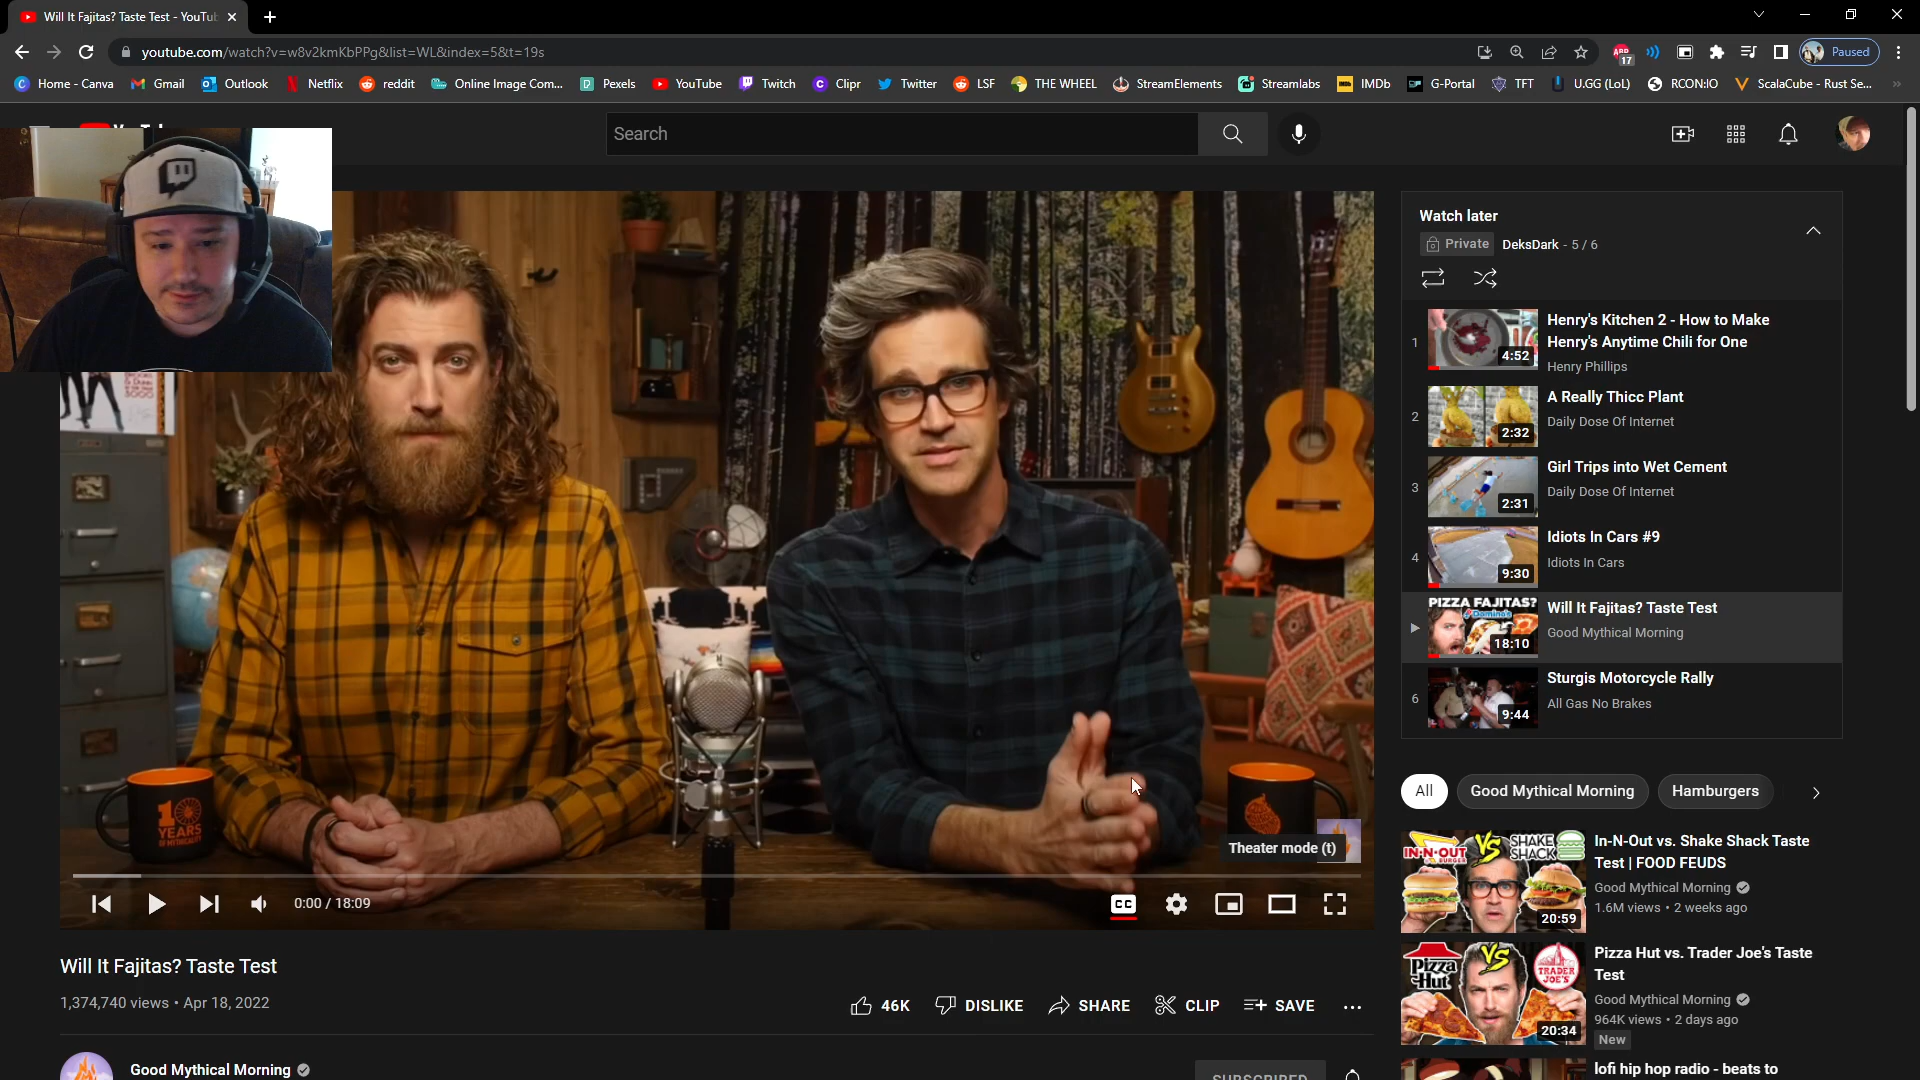 Will It Fajitas? Taste Test - YouTu
youtube.com/watch?v=w8v2kmKbPPg&list=WL&index=5&t=19s
17
Paused
Home - Canva
Gmail
Outlook
Netflix
reddit
Online Image Com...
Pexels
YouTube
Twitch
Clipr
Twitter
LSF
THE WHEEL
StreamElements
Streamlabs
IMDb
G-Portal
TFT
U.GG (LoL)
RCON:IO
ScalaCube - Rust Se...
Search
Watch later
Private DeksDark - 5 / 6
1
4:52
Henry's Kitchen 2 - How to Make
Henry's Anytime Chili for One
Henry Phillips
2
2:32
A Really Thicc Plant
Daily Dose Of Internet
3
2:31
Girl Trips into Wet Cement
Daily Dose Of Internet
4
9:30
Idiots In Cars #9
Idiots In Cars
PIZZA FAJITAS?
Domino's
18:10
Will It Fajitas? Taste Test
Good Mythical Morning
6
9:44
Sturgis Motorcycle Rally
All Gas No Brakes
3000
10
YEARS
OF MYTHICALITY
Theater mode (t)
0:00 / 18:09
CC
Will It Fajitas? Taste Test
1,374,740 views • Apr 18, 2022
46K
DISLIKE
SHARE
CLIP
SAVE
Good Mythical Morning
SUBSCRIBED
All
Good Mythical Morning
Hamburgers
IN-N-OUT
BURGER
VS
SHAKE
SHACK
20:59
In-N-Out vs. Shake Shack Taste
Test | FOOD FEUDS
Good Mythical Morning
1.6M views • 2 weeks ago
Pizza
Hut
VS
TRADER
JOE'S
20:34
Pizza Hut vs. Trader Joe's Taste
Test
Good Mythical Morning
964K views • 2 days ago
New
lofi hip hop radio - beats to